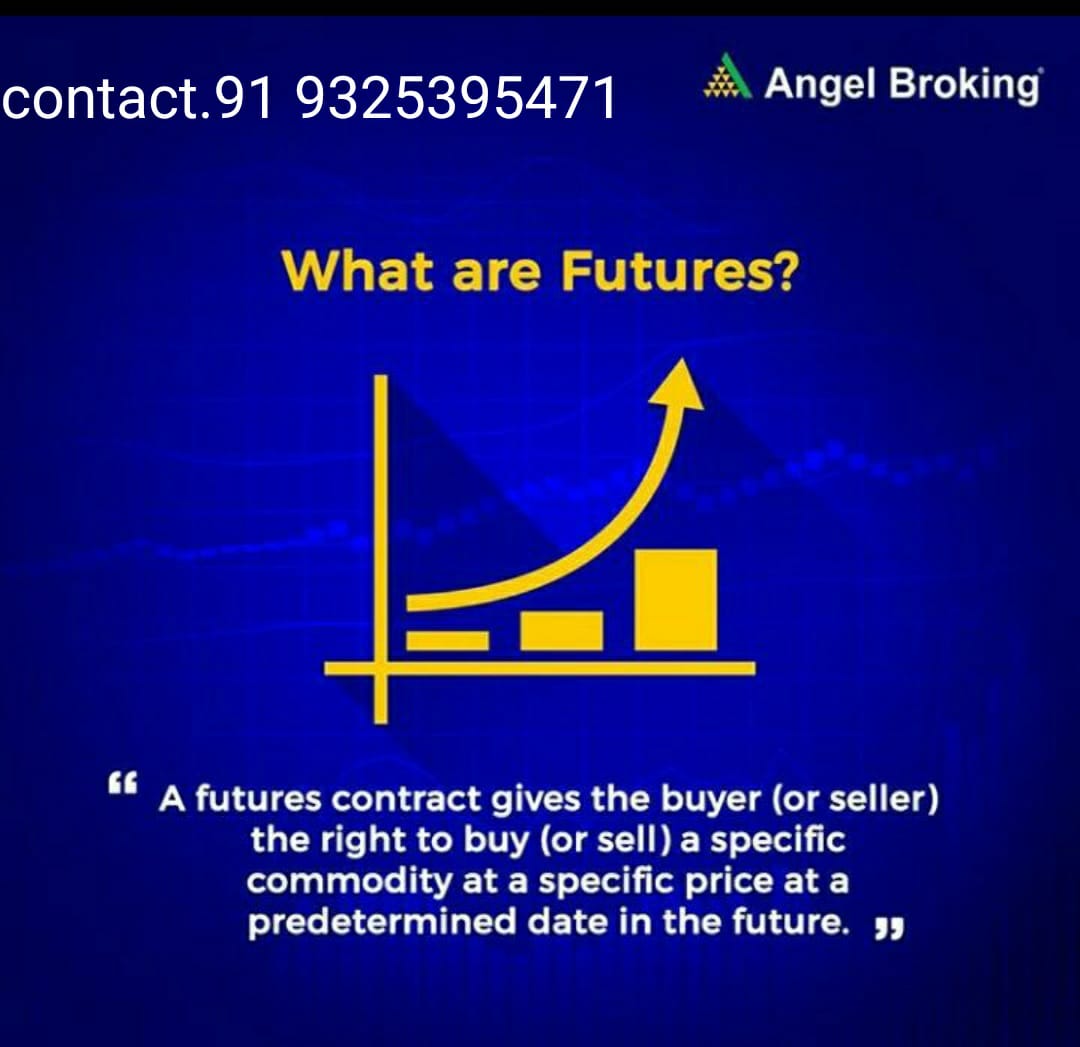 contact.91 9325395471
Angel Broking
What are Futures?
“ A futures contract gives the buyer (or seller)
the right to buy (or sell) a specific
commodity at a specific price at a
predetermined date in the future. ”